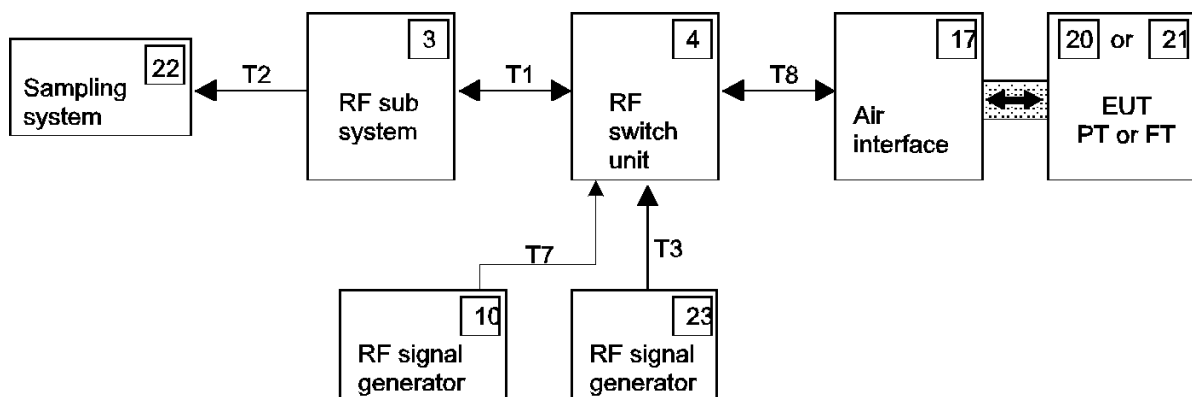 22
Sampling
system
T2
3
RF sub
system
T1
4
RF
switch
unit
T8
17
Air
interface
20 or 21
EUT
PT or FT
T7
T3
10
RF signal
generator
23
RF signal
generator